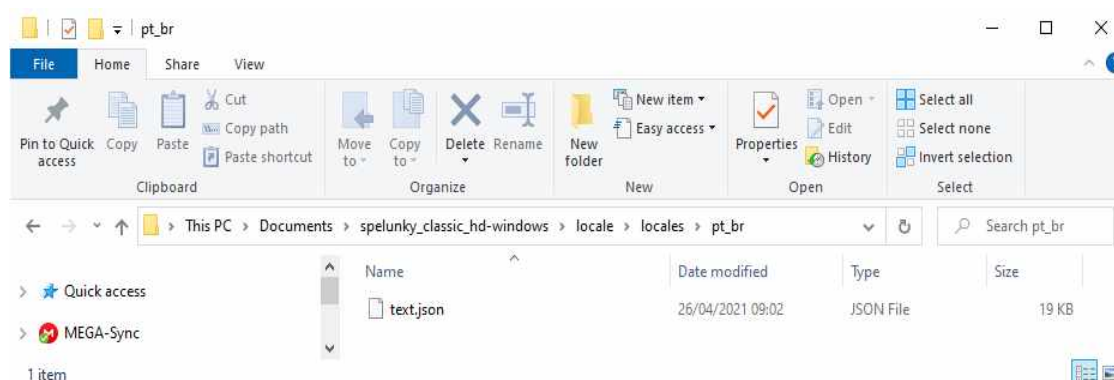 pt_br
File Home Share View
Pin to Quick access
Copy
Paste
Cut
Copy path
Paste shortcut
Clipboard
Move to
Copy to
Delete
Rename
Organize
New folder
New item
Easy access
New
Properties
Open
Edit
History
Open
Select all
Select none
Invert selection
Select
This PC > Documents > spelunky_classic_hd-windows > locale > locales > pt_br
Search pt_br
Quick access
MEGA-Sync
Name Date modified Type Size
text.json 26/04/2021 09:02 JSON File 19 KB
1 item